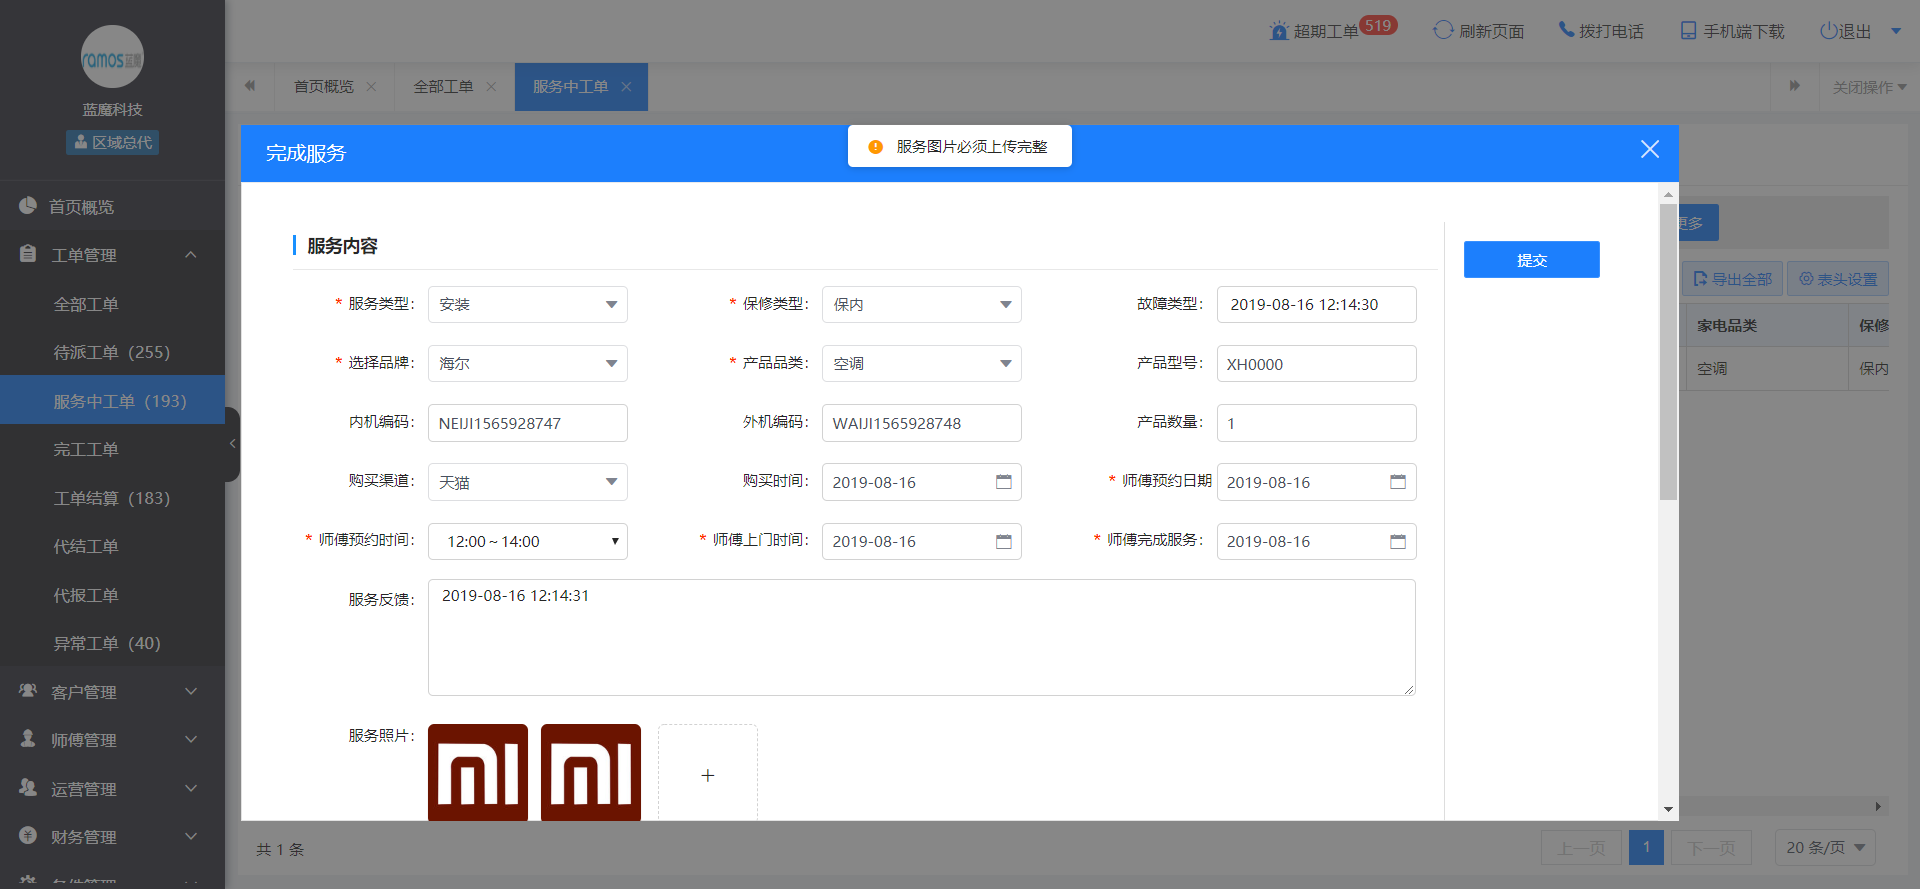 ramos蓝魔
蓝魔科技
区域总代
首页概览
工单管理
全部工单
待派工单（255）
服务中工单（193）
完工工单
工单结算（183）
代结工单
代报工单
异常工单（40）
客户管理
师傅管理
运营管理
财务管理
超期工单 519 刷新页面 拨打电话 手机端下载 退出
首页概览 全部工单 服务中工单 关闭操作
完成服务
服务图片必须上传完整
更多
服务内容
提交
导出全部 表头设置
* 服务类型： 安装 * 保修类型： 保内 故障类型： 2019-08-16 12:14:30
家电品类 保修
* 选择品牌： 海尔 * 产品品类： 空调 产品型号： XH0000
空调 保内
内机编码： NEIJI1565928747 外机编码： WAIJI1565928748 产品数量： 1
购买渠道： 天猫 购买时间： 2019-08-16 * 师傅预约日期 2019-08-16
* 师傅预约时间： 12:00 ~ 14:00 * 师傅上门时间： 2019-08-16 * 师傅完成服务： 2019-08-16
服务反馈： 2019-08-16 12:14:31
服务照片：
共 1 条
上一页 1 下一页 20 条/页